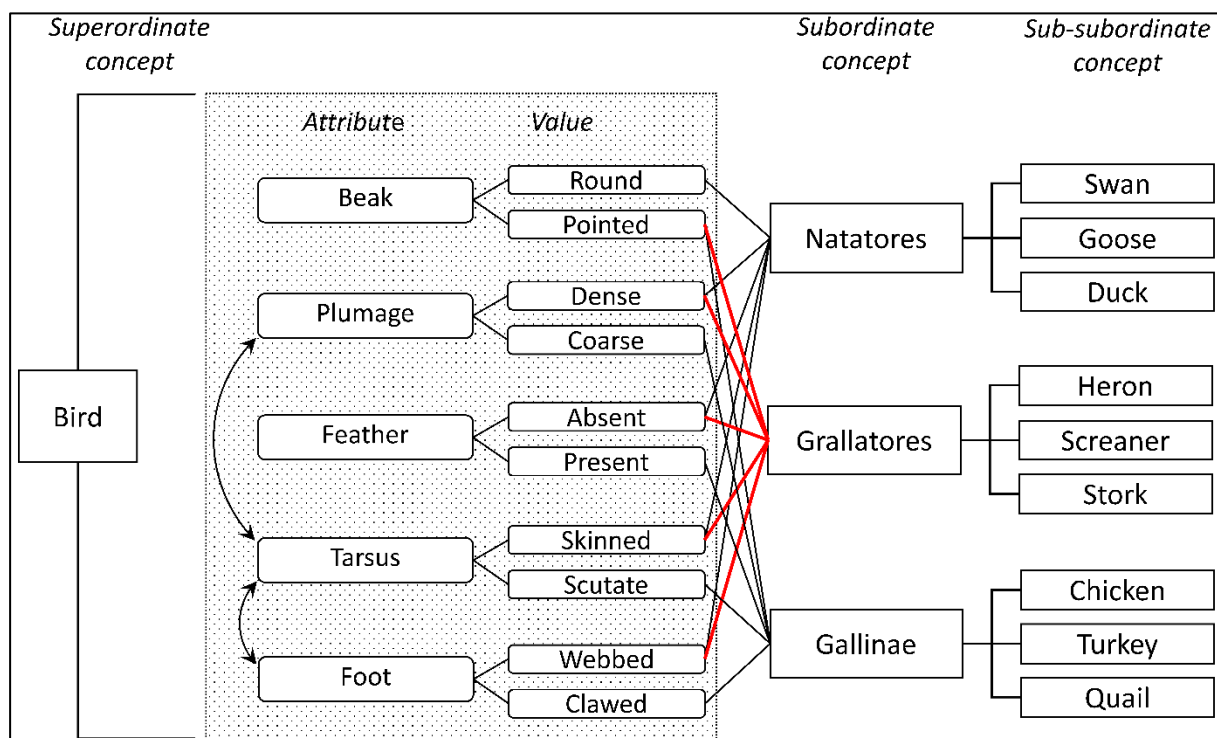 Superordinate
concept
Subordinate
concept
Sub-subordinate
concept
Attribute
Value
Bird
Beak
Round
Pointed
Plumage
Dense
Coarse
Feather
Absent
Present
Tarsus
Skinned
Scutate
Foot
Webbed
Clawed
Natatores
Swan
Goose
Duck
Grallatores
Heron
Screaner
Stork
Gallinae
Chicken
Turkey
Quail